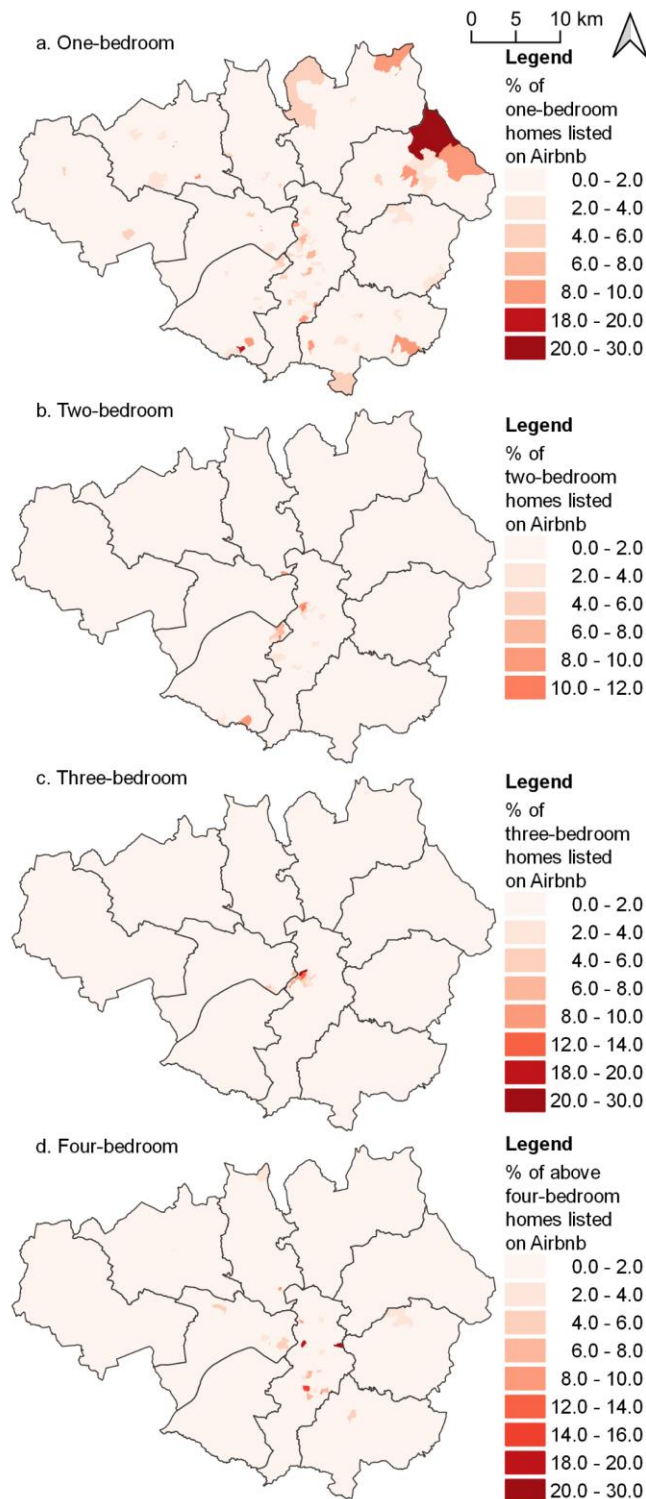 0 5 10 km
a. One-bedroom
Legend
% of
one-bedroom
homes listed
on Airbnb
0.0 - 2.0
2.0 - 4.0
4.0 - 6.0
6.0 - 8.0
8.0 - 10.0
18.0 - 20.0
20.0 - 30.0
b. Two-bedroom
Legend
% of
two-bedroom
homes listed
on Airbnb
0.0 - 2.0
2.0 - 4.0
4.0 - 6.0
6.0 - 8.0
8.0 - 10.0
10.0 - 12.0
c. Three-bedroom
Legend
% of
three-bedroom
homes listed
on Airbnb
0.0 - 2.0
2.0 - 4.0
4.0 - 6.0
6.0 - 8.0
8.0 - 10.0
12.0 - 14.0
18.0 - 20.0
20.0 - 30.0
d. Four-bedroom
Legend
% of above
four-bedroom
homes listed
on Airbnb
0.0 - 2.0
2.0 - 4.0
4.0 - 6.0
6.0 - 8.0
8.0 - 10.0
12.0 - 14.0
14.0 - 16.0
18.0 - 20.0
20.0 - 30.0